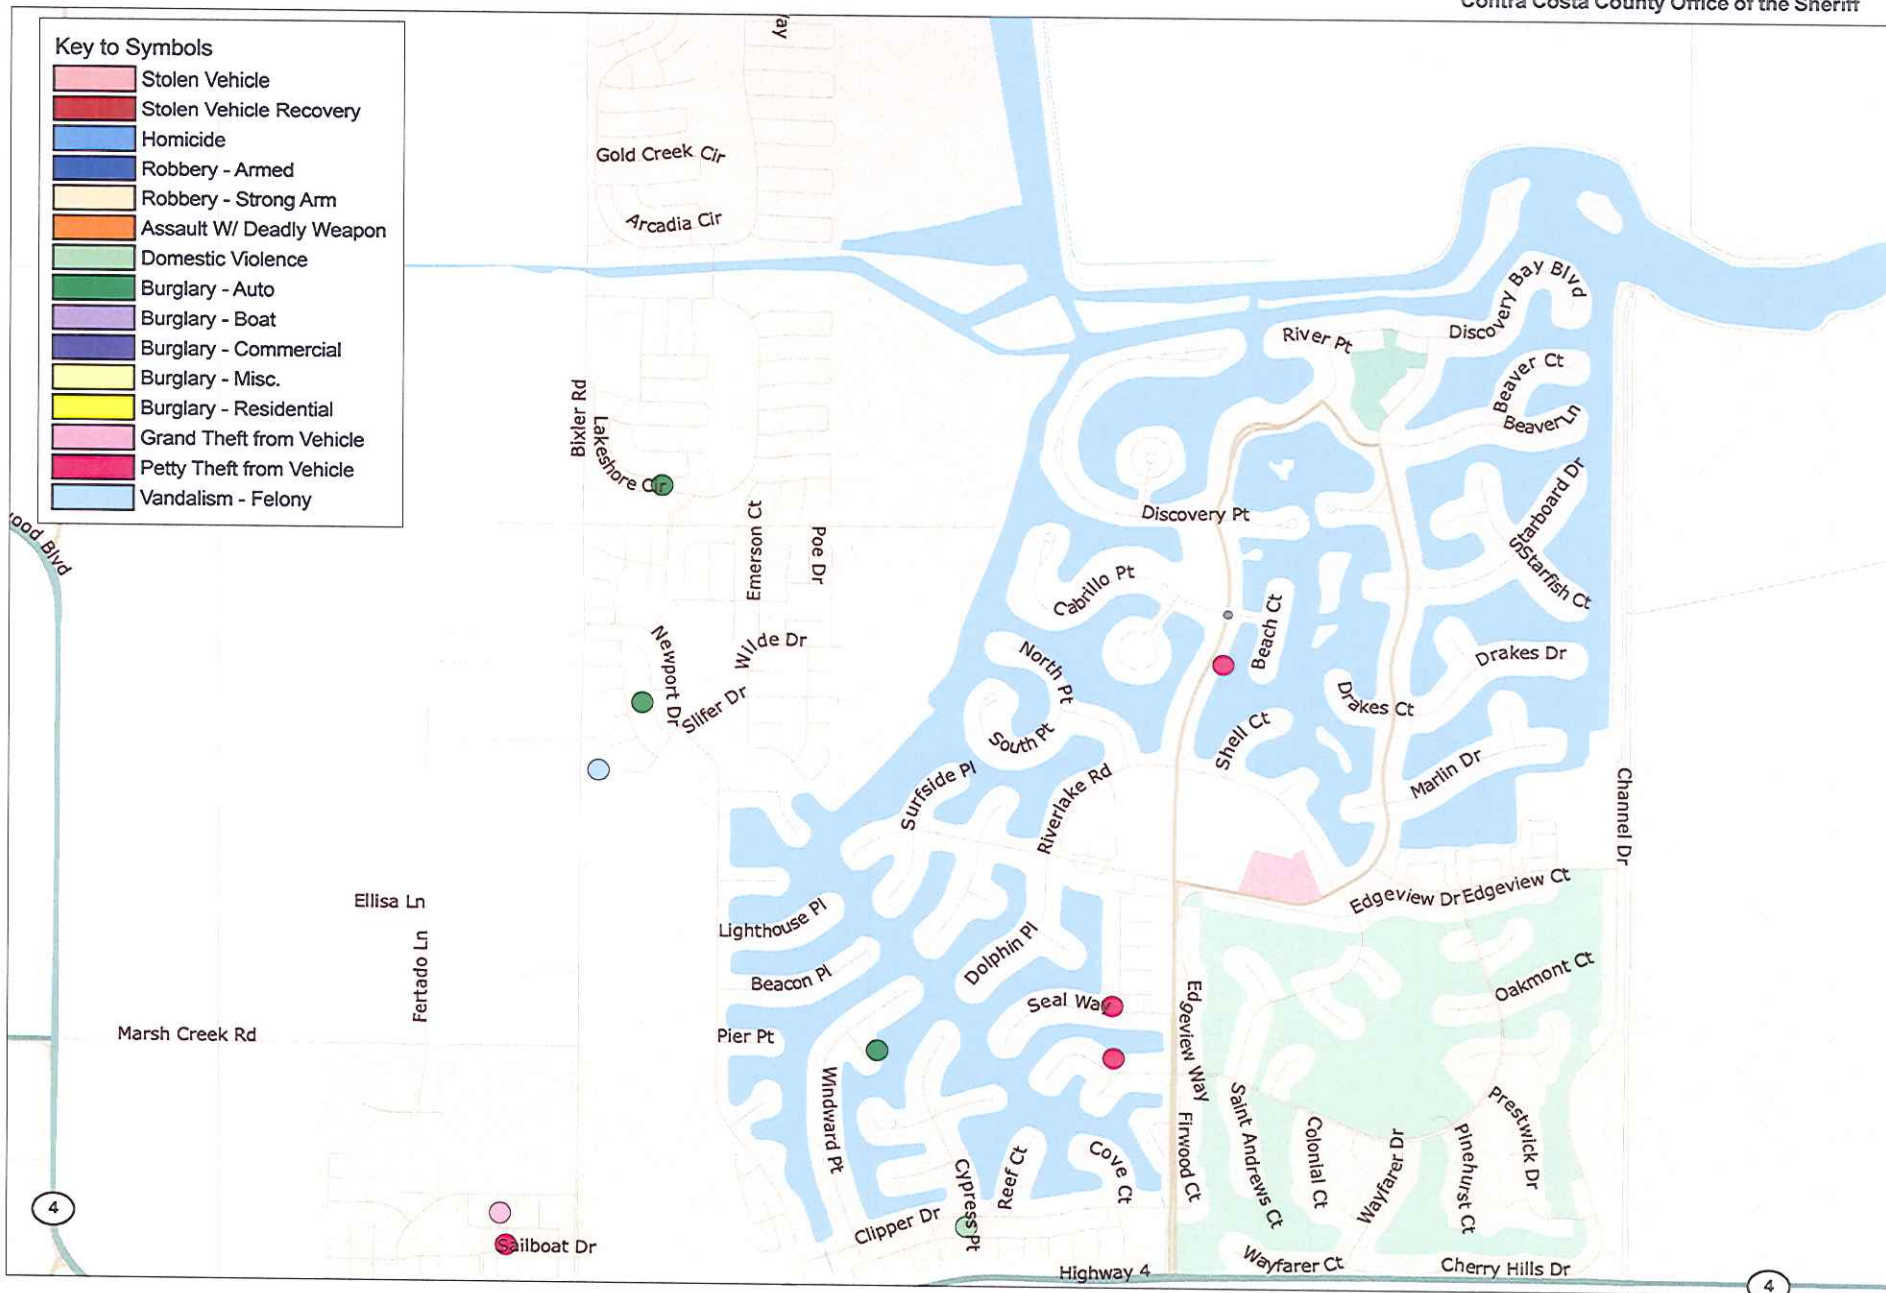 Contra Costa County Office of the Sheriff
Key to Symbols
Stolen Vehicle
Stolen Vehicle Recovery
Homicide
Robbery - Armed
Robbery - Strong Arm
Assault W/ Deadly Weapon
Domestic Violence
Burglary - Auto
Burglary - Boat
Burglary - Commercial
Burglary - Misc.
Burglary - Residential
Grand Theft from Vehicle
Petty Theft from Vehicle
Vandalism - Felony
Gold Creek Cir
Arcadia Cir
Discovery Bay Blvd
River Pt
Beaver Ct
Beaver Ln
Bixler Rd
Lakeshore Cir
Discovery Pt
Starboard Dr
Starfish Ct
Emerson Ct
Poe Dr
Blvd
Cabrillo Pt
Beach Ct
Newport Dr
Wilde Dr
Slifer Dr
North Pt
South Pt
Drakes Dr
Drakes Ct
Shell Ct
Marlin Dr
Surfside Pl
Riverlake Rd
Channel Dr
Ellisa Ln
Fertado Ln
Lighthouse Pl
Beacon Pl
Dolphin Pl
Edgeview Dr
Edgeview Ct
Oakmont Ct
Seal Way
Edgeview Way
Marsh Creek Rd
Pier Pt
Windward Pt
Saint Andrews Ct
Prestwick Dr
Firwood Ct
Colonial Ct
Wayfarer Dr
Pinehurst Ct
Cove Ct
Reef Ct
Cypress Pt
Clipper Dr
4
Sailboat Dr
Wayfarer Ct
Cherry Hills Dr
Highway 4
4